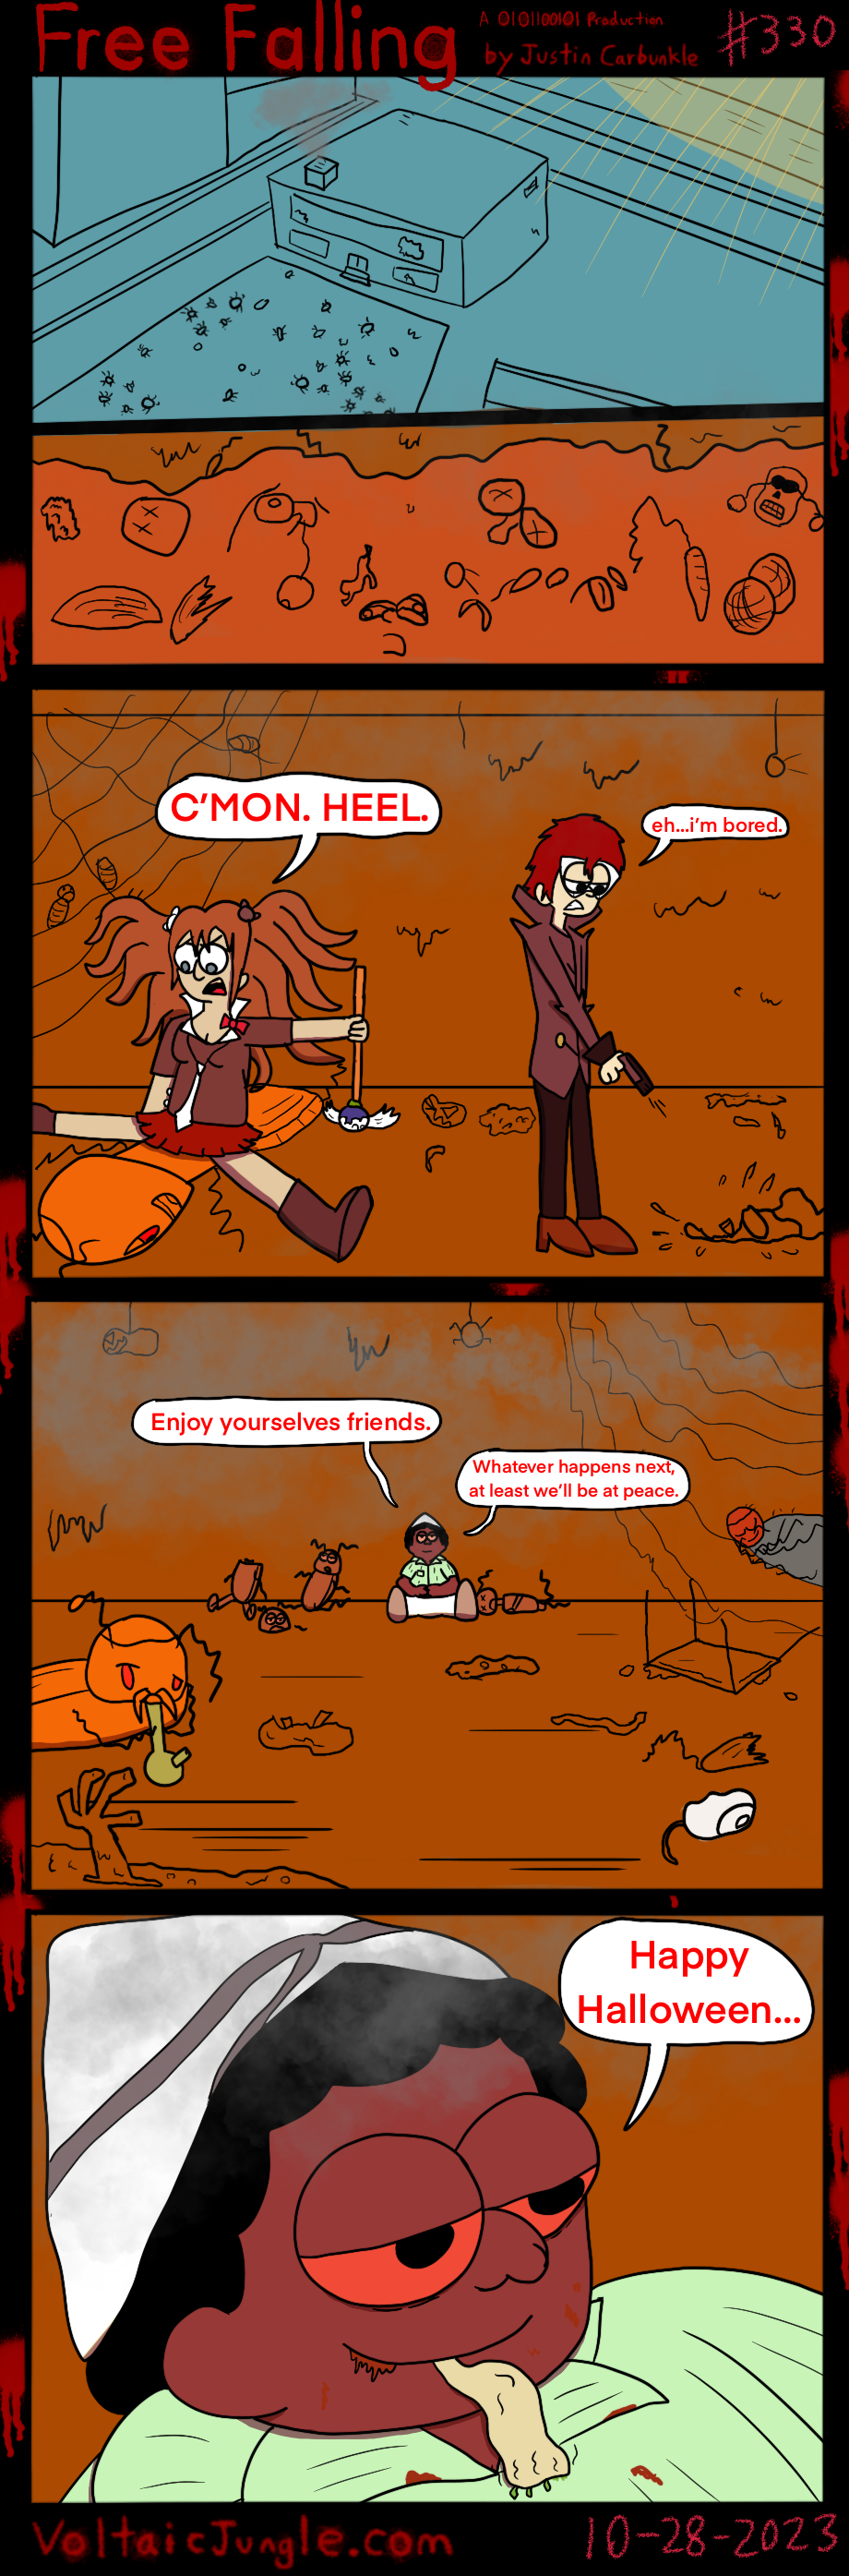 Free Falling
A 0101100101 Production
by Justin Carbunkle
#330
C'MON. HEEL.
eh...i'm bored.
Enjoy yourselves friends.
Whatever happens next,
at least we'll be at peace.
Happy
Halloween...
VoltaicJungle.com
10-28-2023